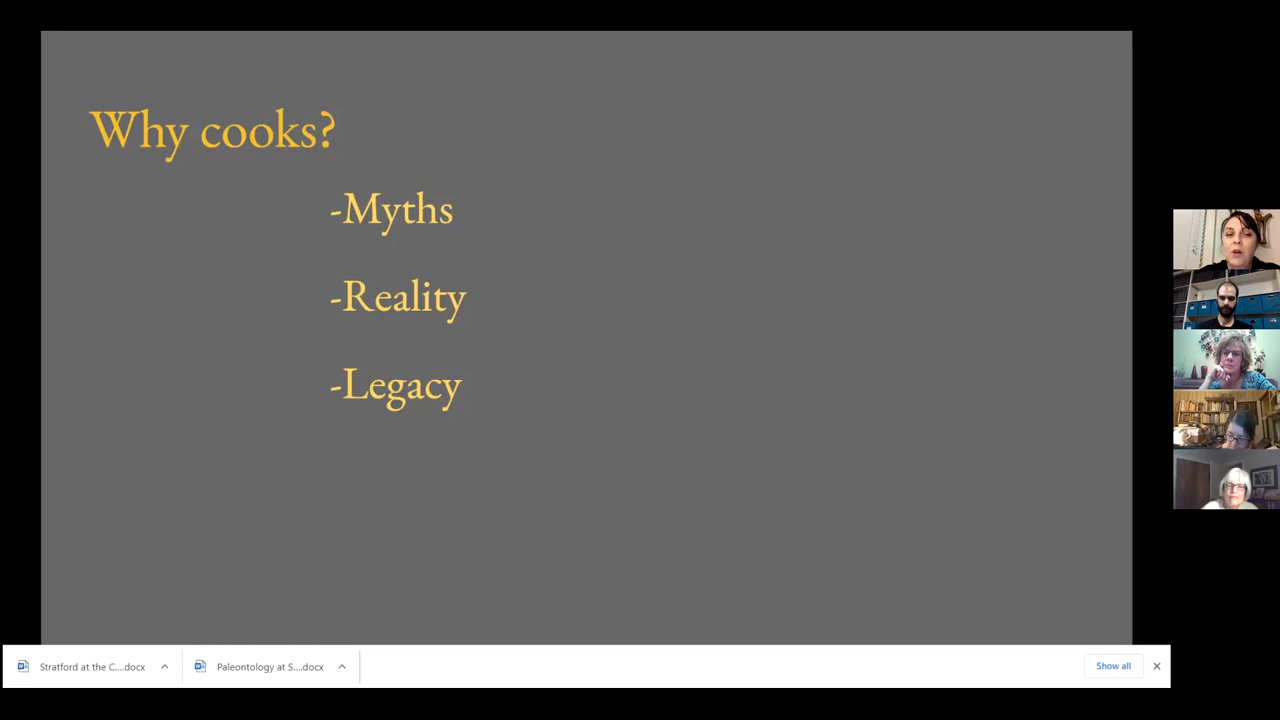 Why cooks?
-Myths
-Reality
-Legacy
Stratford at the C....docx
Paleontology at S....docx
Show all